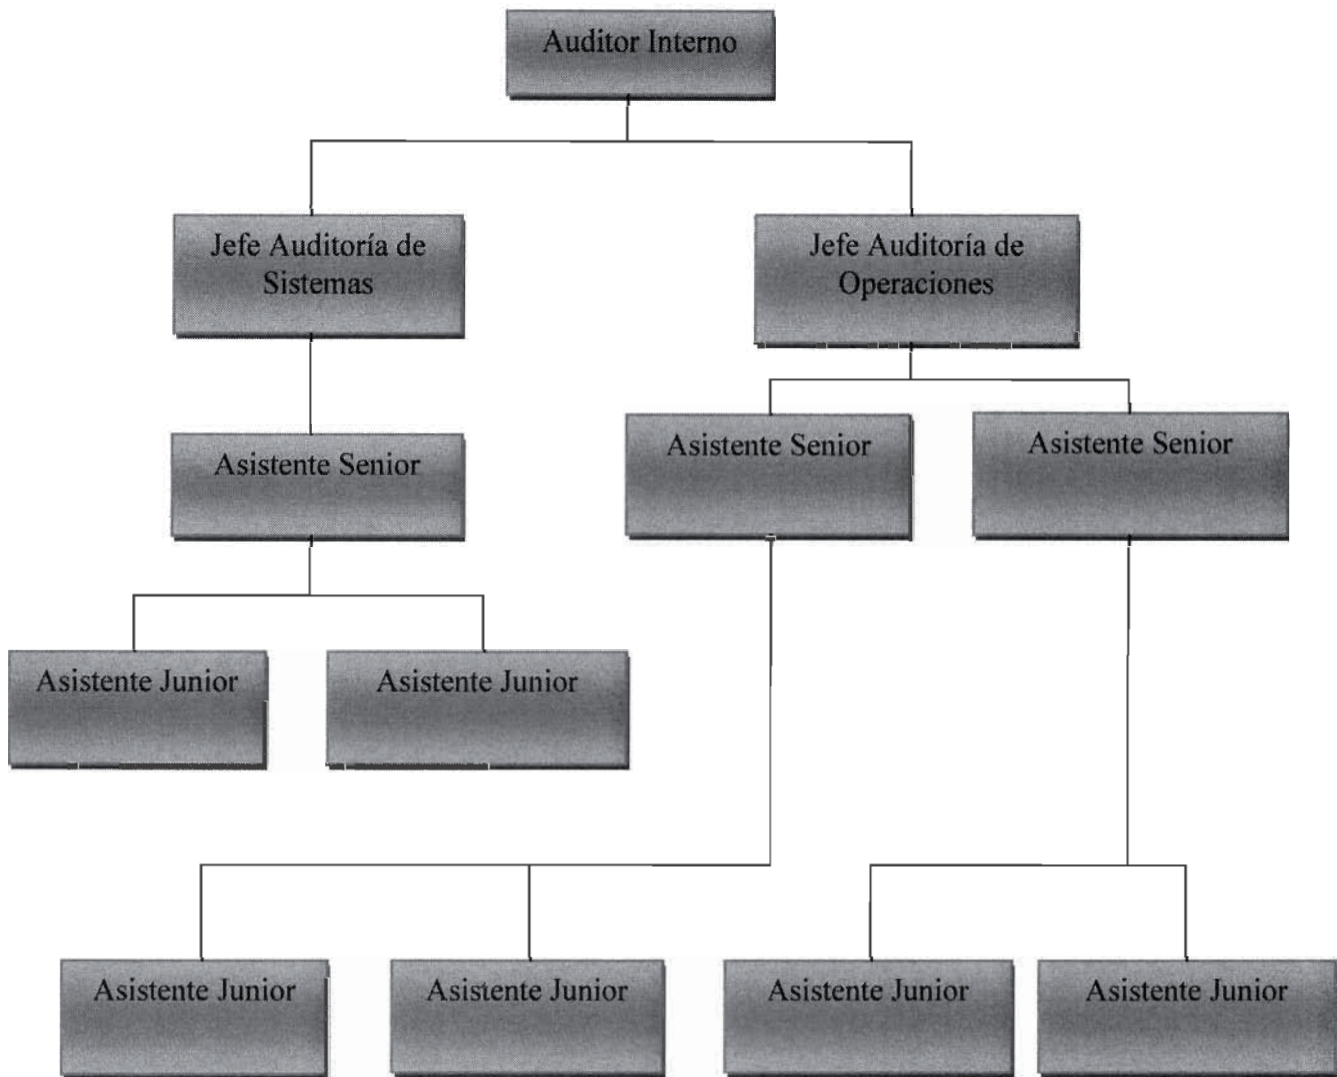 Auditor Interno
Jefe Auditoría de
Sistemas
Jefe Auditoría de
Operaciones
Asistente Senior
Asistente Senior
Asistente Senior
Asistente Junior
Asistente Junior
Asistente Junior
Asistente Junior
Asistente Junior
Asistente Junior